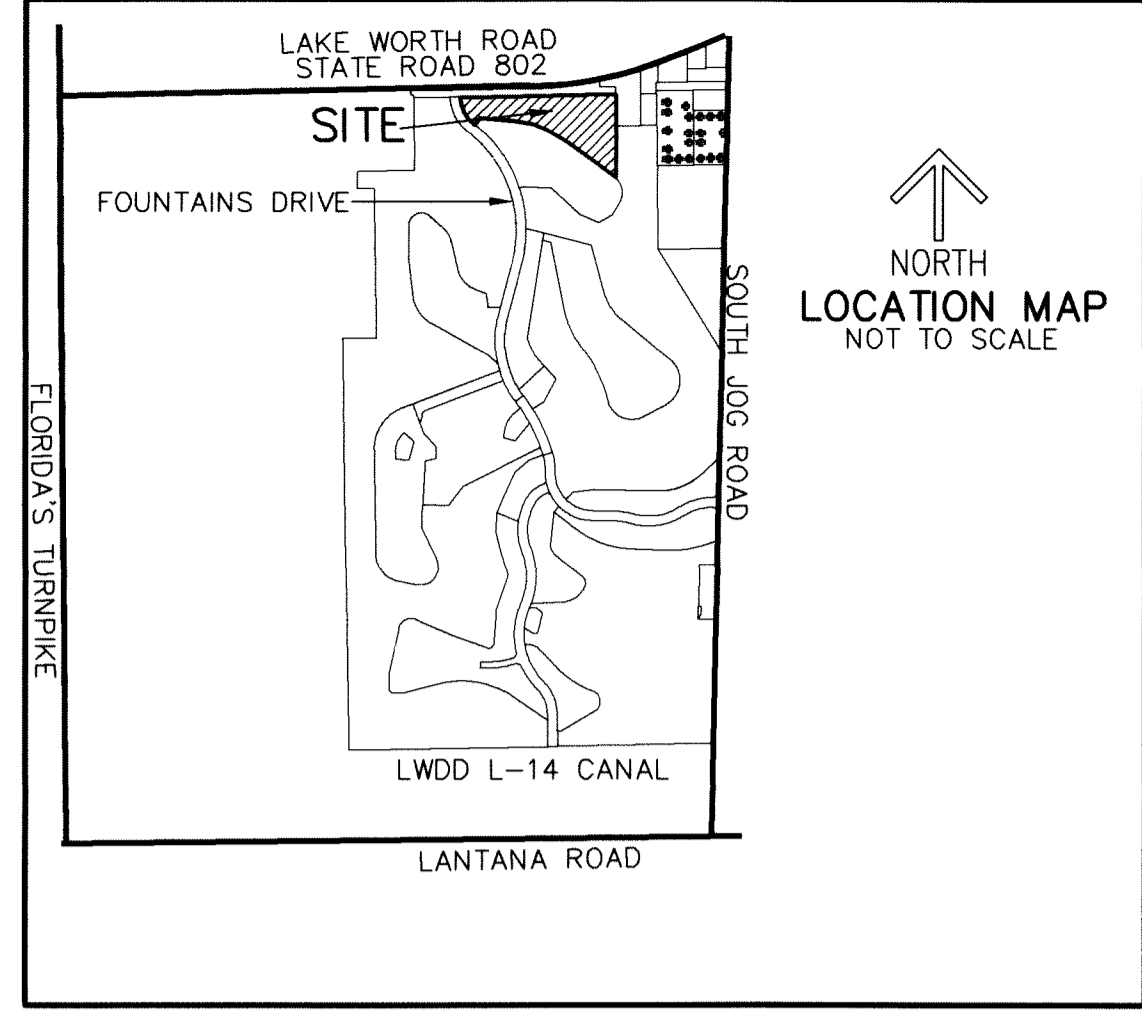 LAKE WORTH ROAD
STATE ROAD 802
SITE
FOUNTAINS DRIVE
NORTH
LOCATION MAP
NOT TO SCALE
SOUTH JOG ROAD
FLORIDA'S TURNPIKE
LWDD L-14 CANAL
LANTANA ROAD